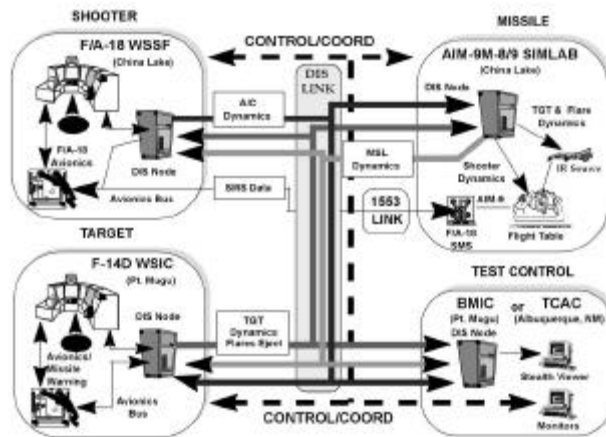 SHOOTER
F/A-18 WSSF
(China Lake)
F/A-18
Avionics
DIS Node
Avionics Bus
CONTROL/COORD
DIS
LINK
A/C
Dynamics
MSL
Dynamics
SMS Data
1553
LINK
MISSILE
AIM-9M-8/9 SIMLAB
(China Lake)
DIS Node
TGT & Flare
Dynamics
Shooter
Dynamics
IR Source
AIM-9
F/A-18
SMS
Flight Table
TARGET
F-14D WSIC
(Pt. Mugu)
DIS Node
Avionics/
Missile
Warning
Avionics
Bus
TGT
Dynamics
Flares Eject
CONTROL/COORD
TEST CONTROL
BMIC or TCAC
(Pt. Mugu) (Albuquerque, NM)
DIS Node
Stealth Viewer
Monitors